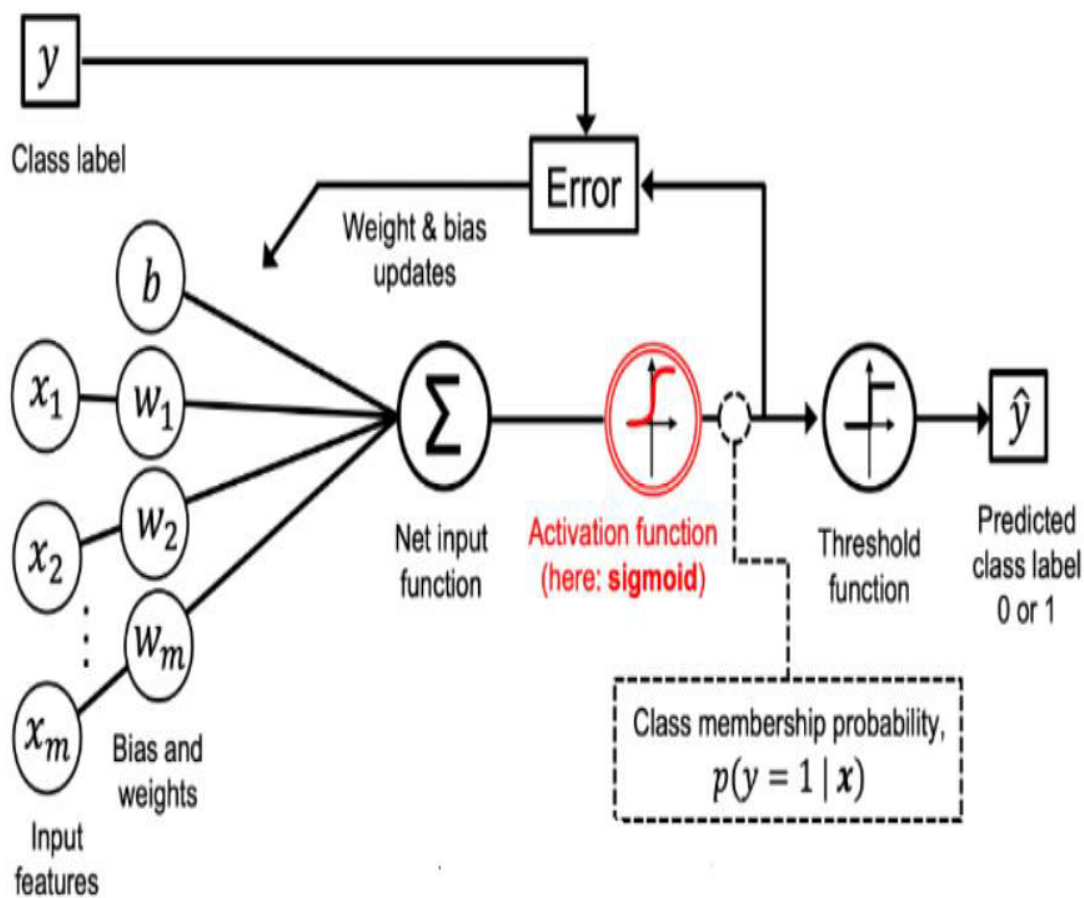 y
Class label
Error
Weight & bias
updates
b
x₁
w₁
x₂
w₂
⋮
xₘ
wₘ
Bias and
weights
Input
features
Σ
Net input
function
Activation function
(here: sigmoid)
Threshold
function
ŷ
Predicted
class label
0 or 1
Class membership probability,
p(y = 1 | x)